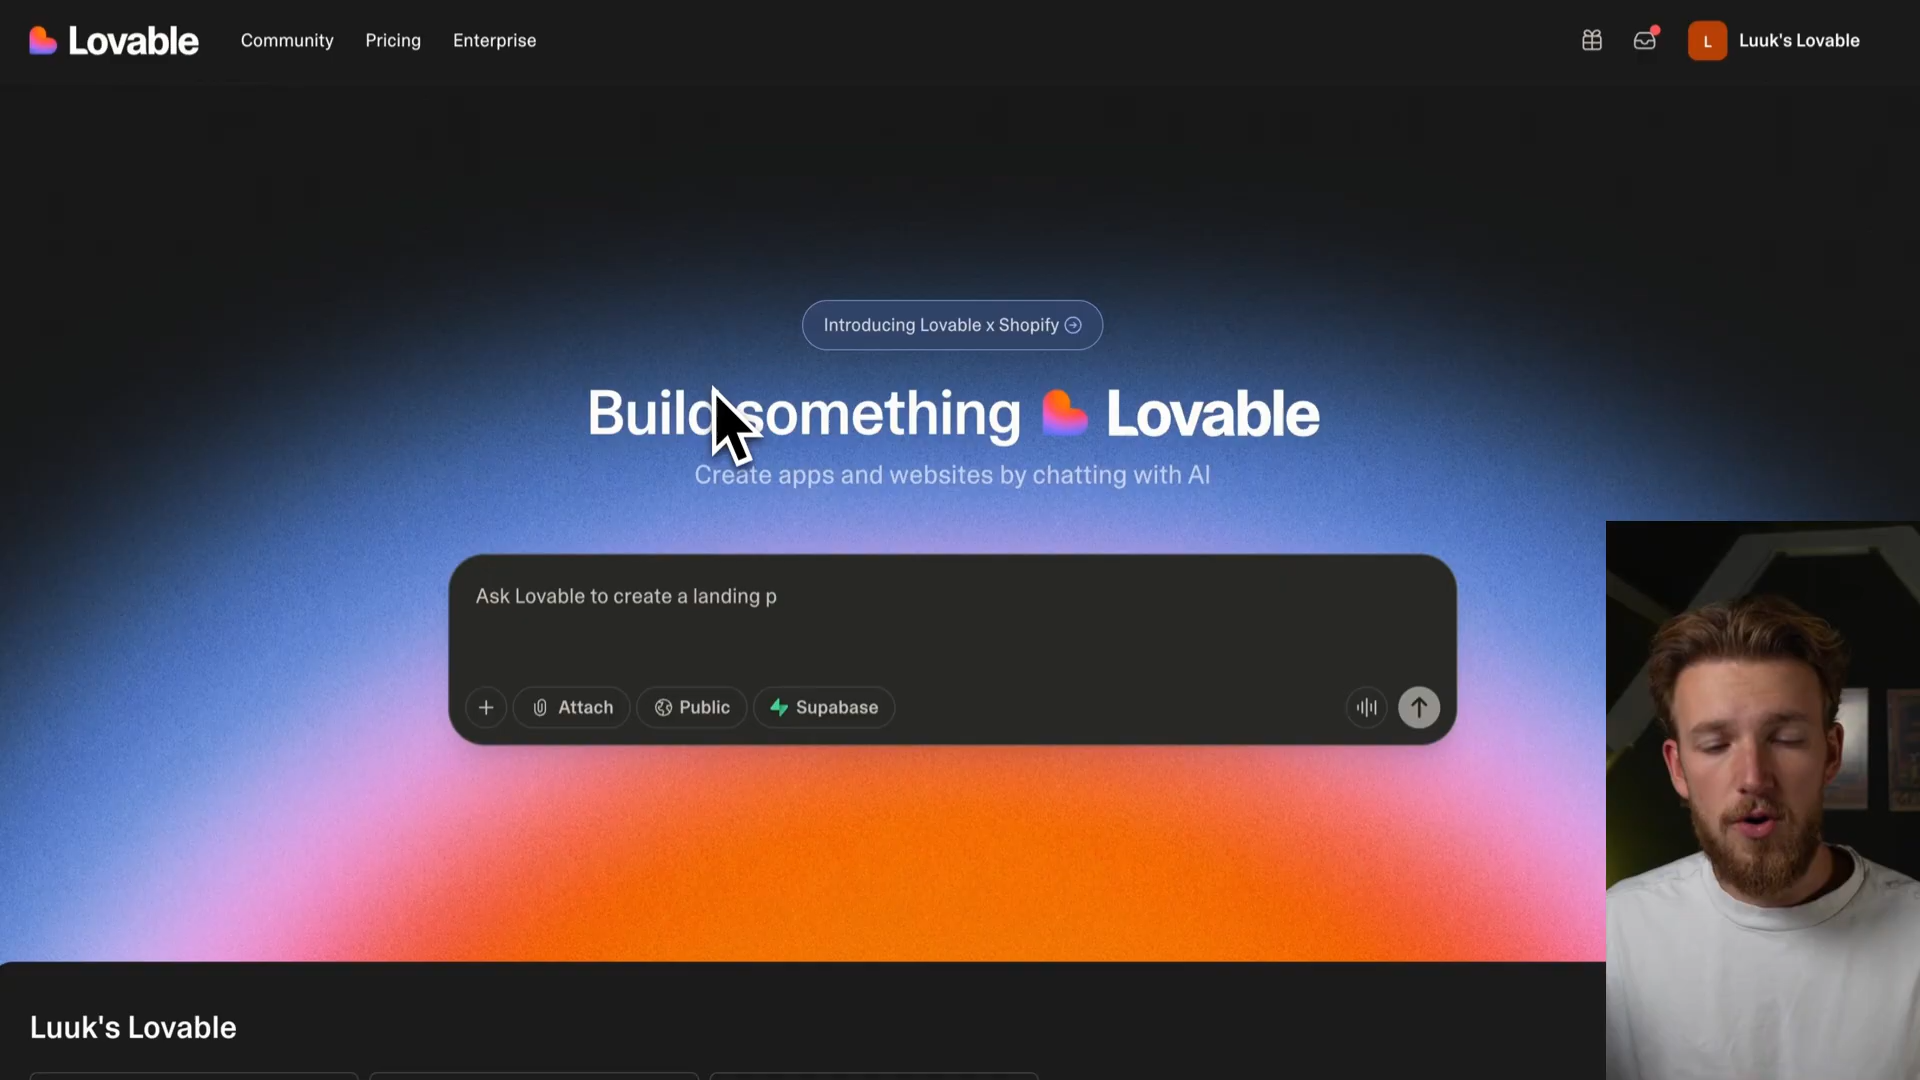 Lovable
Community
Pricing
Enterprise
L
Luuk's Lovable
Introducing Lovable x Shopify
Build something Lovable
Create apps and websites by chatting with AI
Ask Lovable to create a landing p
Attach
Public
Supabase
Luuk's Lovable